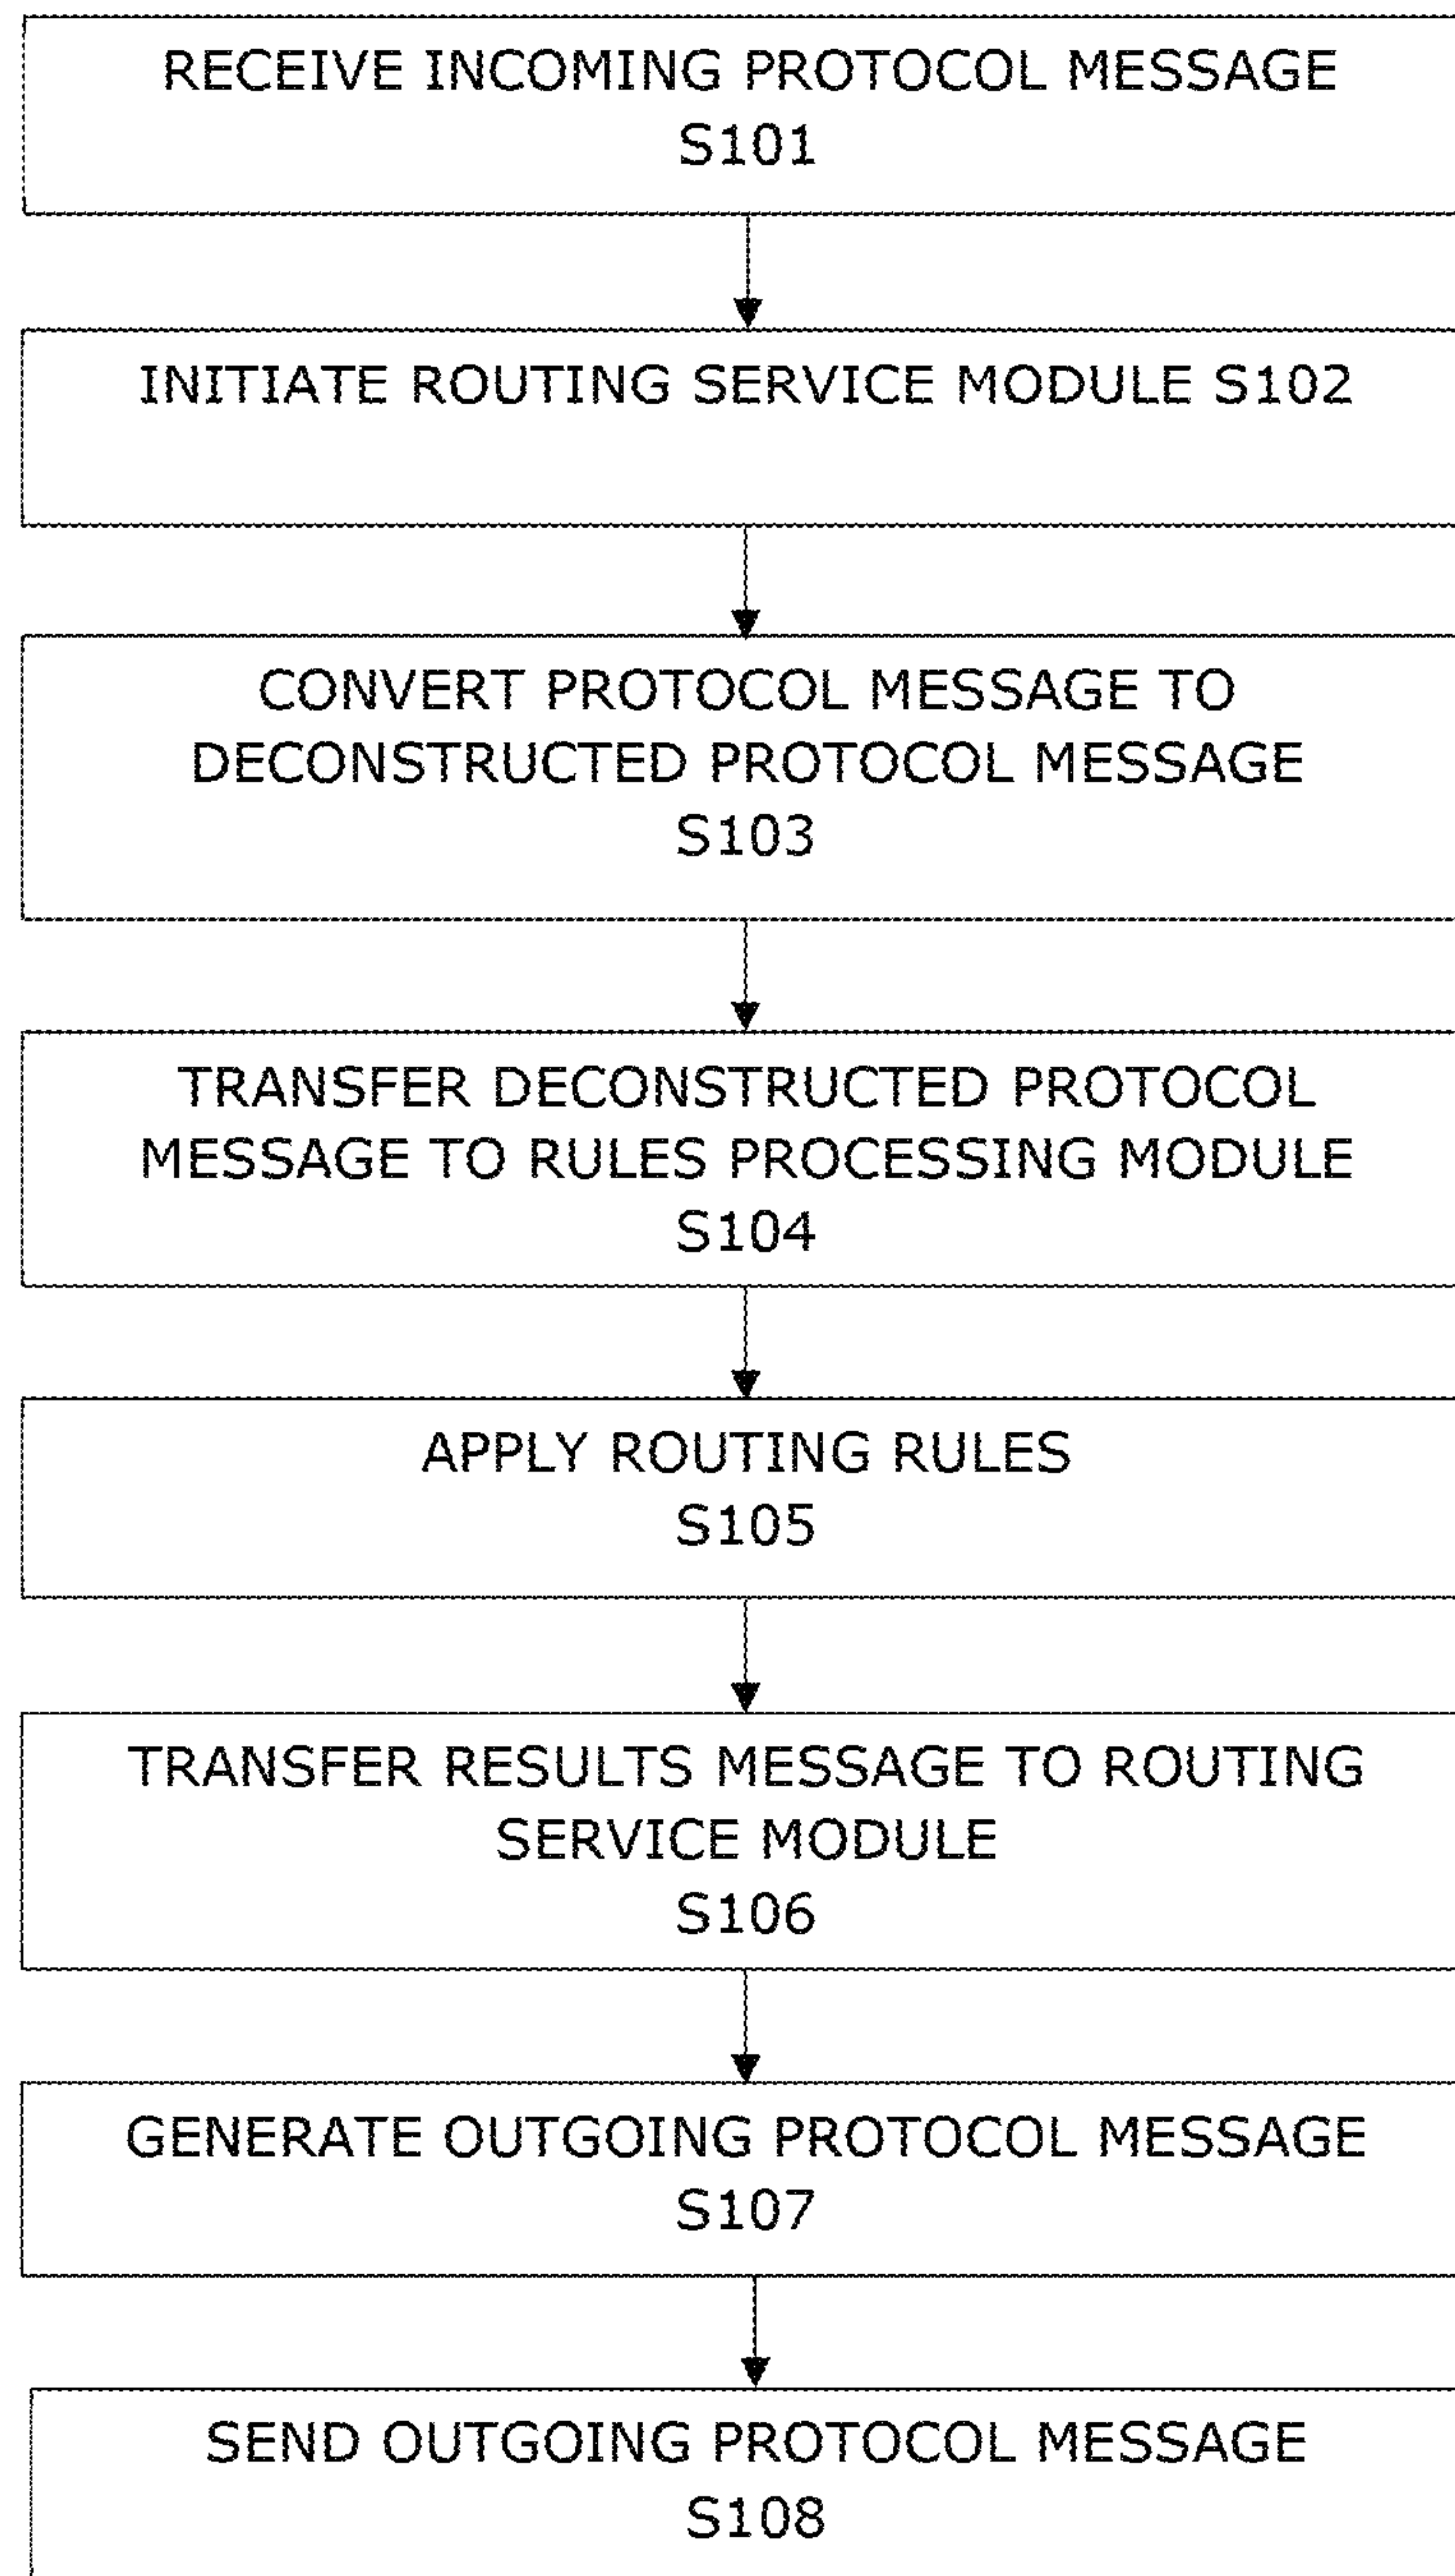 RECEIVE INCOMING PROTOCOL MESSAGE
S101
INITIATE ROUTING SERVICE MODULE S102
CONVERT PROTOCOL MESSAGE TO
DECONSTRUCTED PROTOCOL MESSAGE
S103
TRANSFER DECONSTRUCTED PROTOCOL
MESSAGE TO RULES PROCESSING MODULE
S104
APPLY ROUTING RULES
S105
TRANSFER RESULTS MESSAGE TO ROUTING
SERVICE MODULE
S106
GENERATE OUTGOING PROTOCOL MESSAGE
S107
SEND OUTGOING PROTOCOL MESSAGE
S108